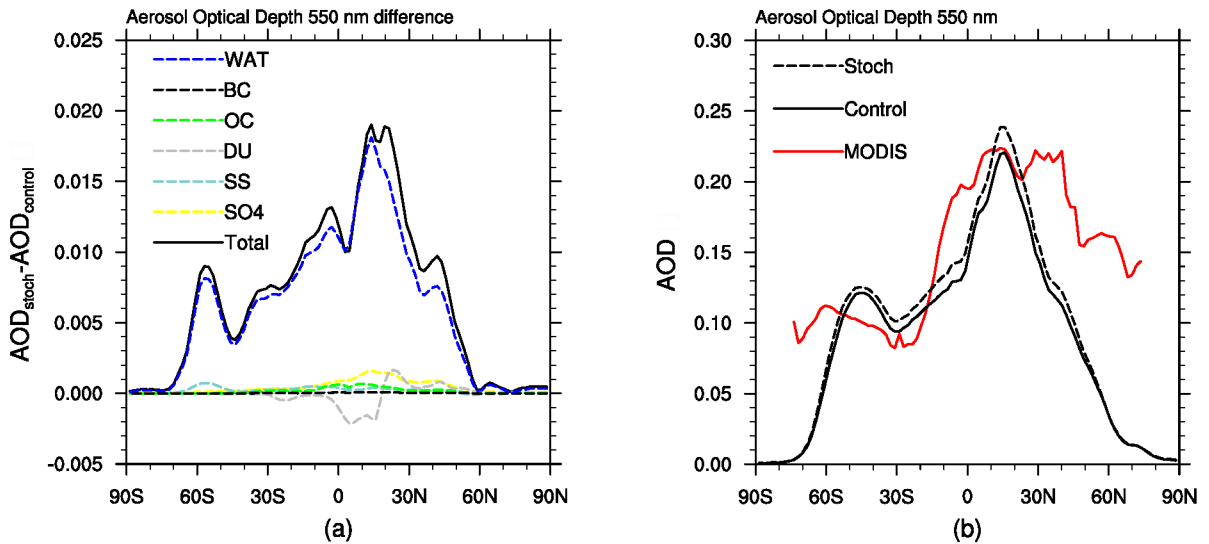 Aerosol Optical Depth 550 nm difference
0.025
0.020
0.015
0.010
0.005
0.000
-0.005
AODstoch-AODcontrol
WAT
BC
OC
DU
SS
SO4
Total
90S 60S 30S 0 30N 60N 90N
(a)
Aerosol Optical Depth 550 nm
0.30
0.25
0.20
0.15
0.10
0.05
0.00
AOD
Stoch
Control
MODIS
90S 60S 30S 0 30N 60N 90N
(b)